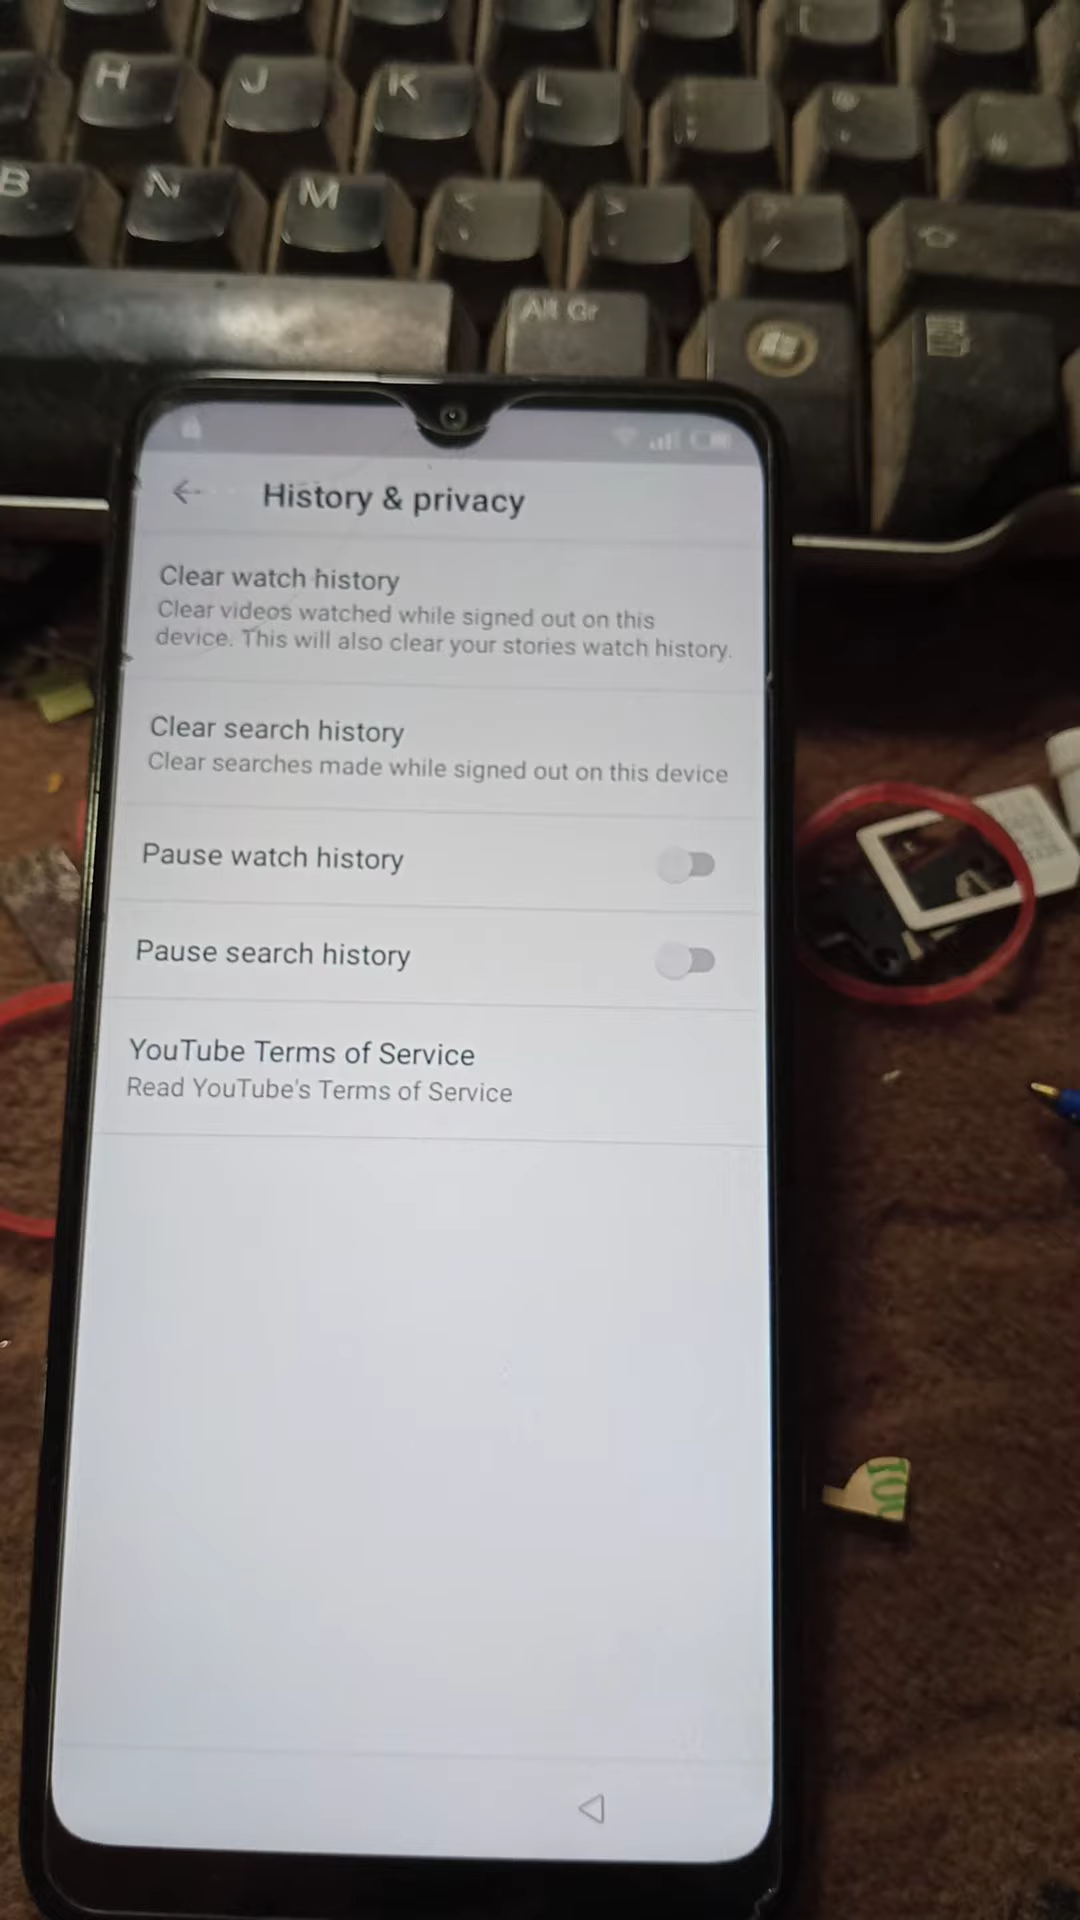 H J K L
B N M < >
/
Alt Gr
History & privacy
Clear watch history
Clear videos watched while signed out on this
device. This will also clear your stories watch history.
Clear search history
Clear searches made while signed out on this device
Pause watch history
Pause search history
YouTube Terms of Service
Read YouTube's Terms of Service